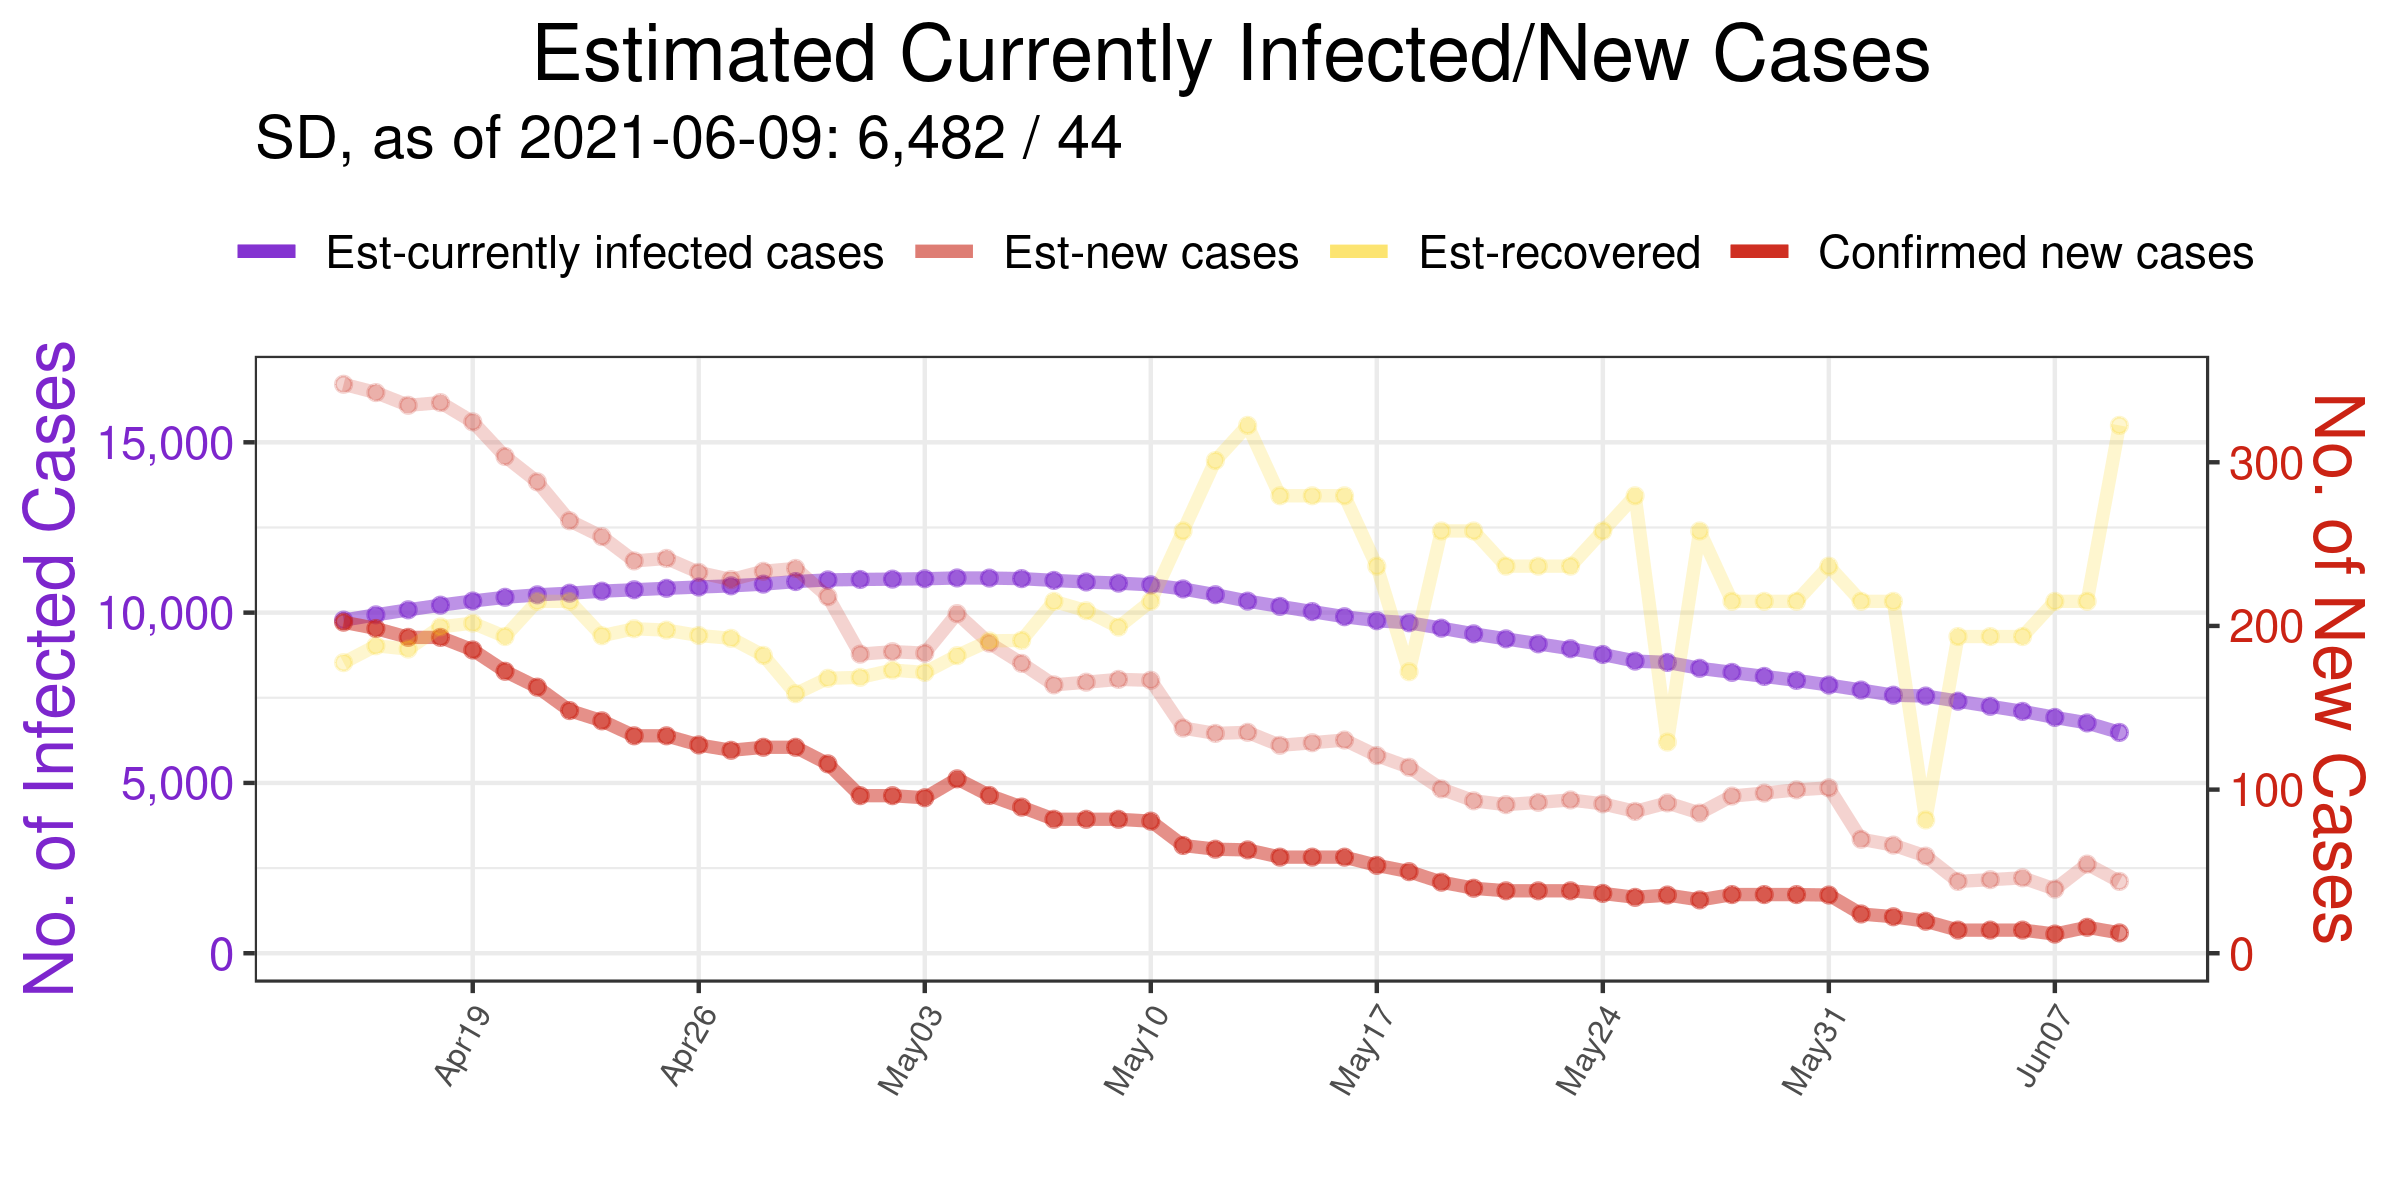 Estimated Currently Infected/New Cases
SD, as of 2021-06-09: 6,482 / 44
Est-currently infected cases Est-new cases Est-recovered Confirmed new cases
No. of Infected Cases
15,000
10,000
5,000
0
300
200
100
0
No. of New Cases
Apr19 Apr26 May03 May10 May17 May24 May31 Jun07